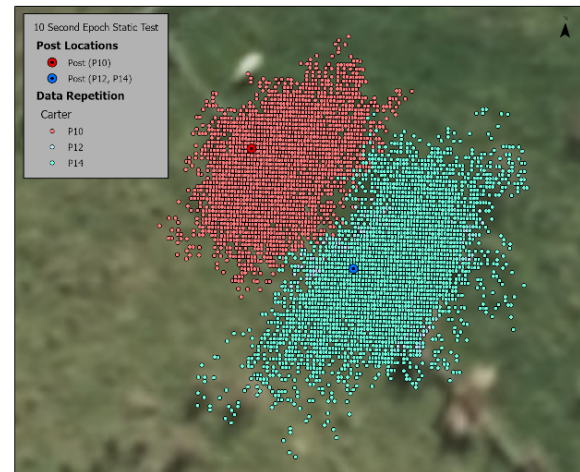 10 Second Epoch Static Test
Post Locations
Post (P10)
Post (P12, P14)
Data Repetition
Carter
P10
P12
P14